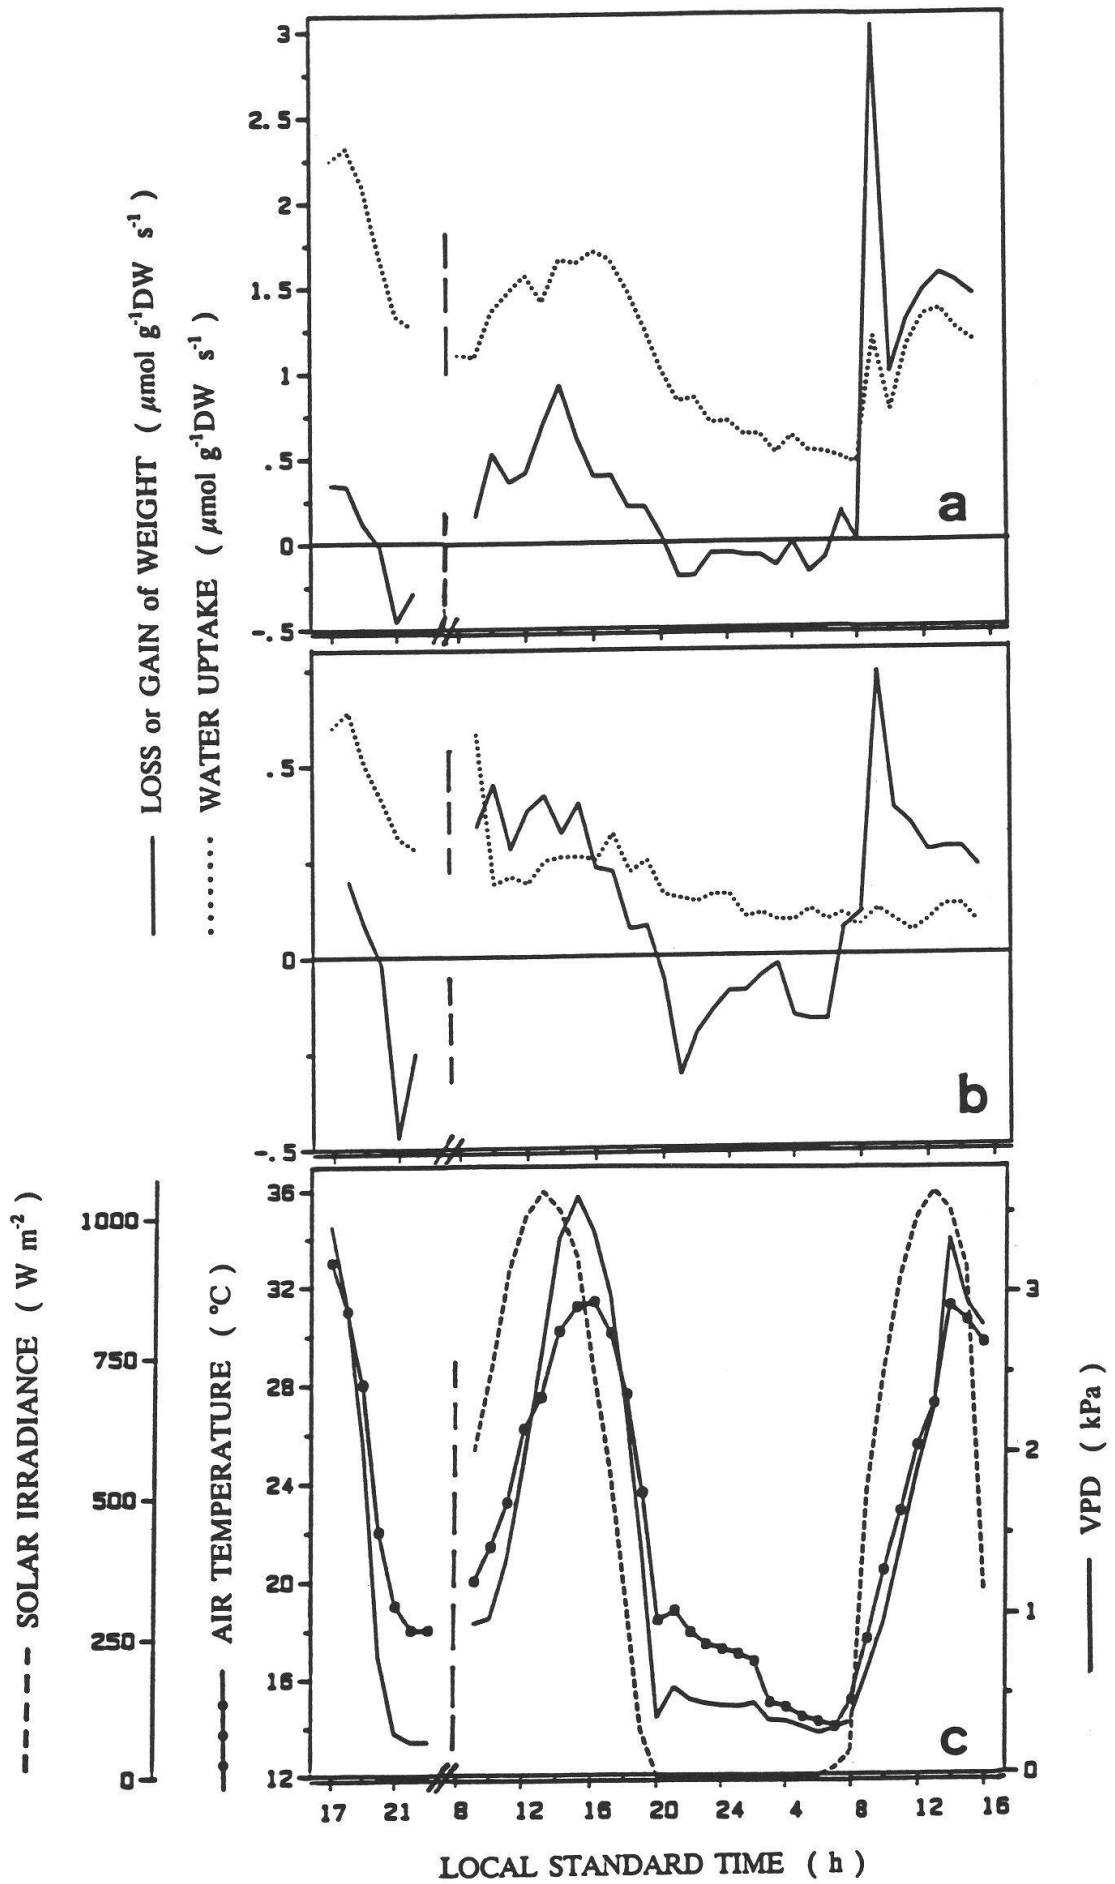 3
2.5
2
1.5
1
.5
0
-.5
a
LOSS or GAIN of WEIGHT ( μmol g⁻¹DW s⁻¹ )
WATER UPTAKE ( μmol g⁻¹DW s⁻¹ )
.5
0
-.5
b
SOLAR IRRADIANCE ( W m⁻² )
1000
750
500
250
0
AIR TEMPERATURE ( °C )
36
32
28
24
20
16
12
3
2
1
0
VPD ( kPa )
c
17 21 8 12 16 20 24 4 8 12 16
LOCAL STANDARD TIME ( h )